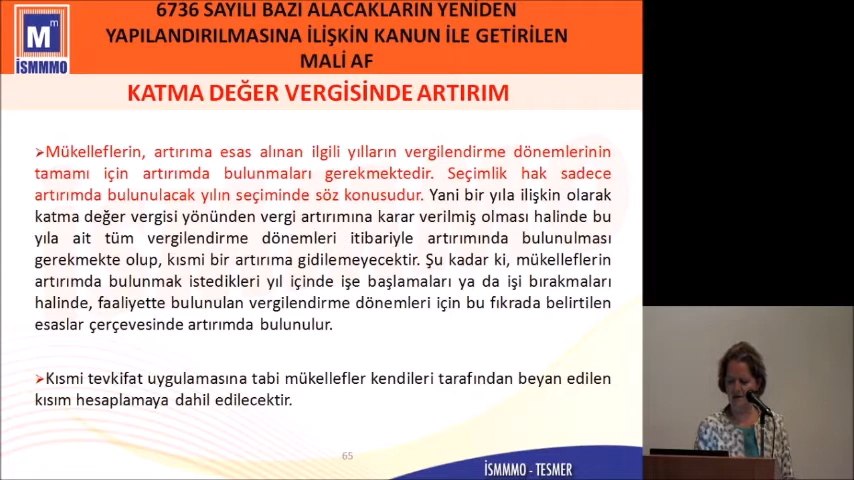 6736 SAYILI BAZI ALACAKLARIN YENİDEN
YAPILANDIRILMASINA İLİŞKİN KANUN İLE GETİRİLEN
MALİ AF
Mm
İSMMMO
KATMA DEĞER VERGİSİNDE ARTIRIM
➢Mükelleflerin, artırıma esas alınan ilgili yılların vergilendirme dönemlerinin
tamamı için artırımda bulunmaları gerekmektedir. Seçimlik hak sadece
artırımda bulunulacak yılın seçiminde söz konusudur. Yani bir yıla ilişkin olarak
katma değer vergisi yönünden vergi artırımına karar verilmiş olması halinde bu
yıla ait tüm vergilendirme dönemleri itibariyle artırımında bulunulması
gerekmekte olup, kısmi bir artırıma gidilemeyecektir. Şu kadar ki, mükelleflerin
artırımda bulunmak istedikleri yıl içinde işe başlamaları ya da işi bırakmaları
halinde, faaliyette bulunulan vergilendirme dönemleri için bu fıkrada belirtilen
esaslar çerçevesinde artırımda bulunulur.
➢Kısmi tevkifat uygulamasına tabi mükellefler kendileri tarafından beyan edilen
kısım hesaplamaya dahil edilecektir.
65
İSMMMO - TESMER